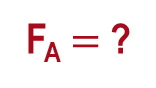 F_A = ?